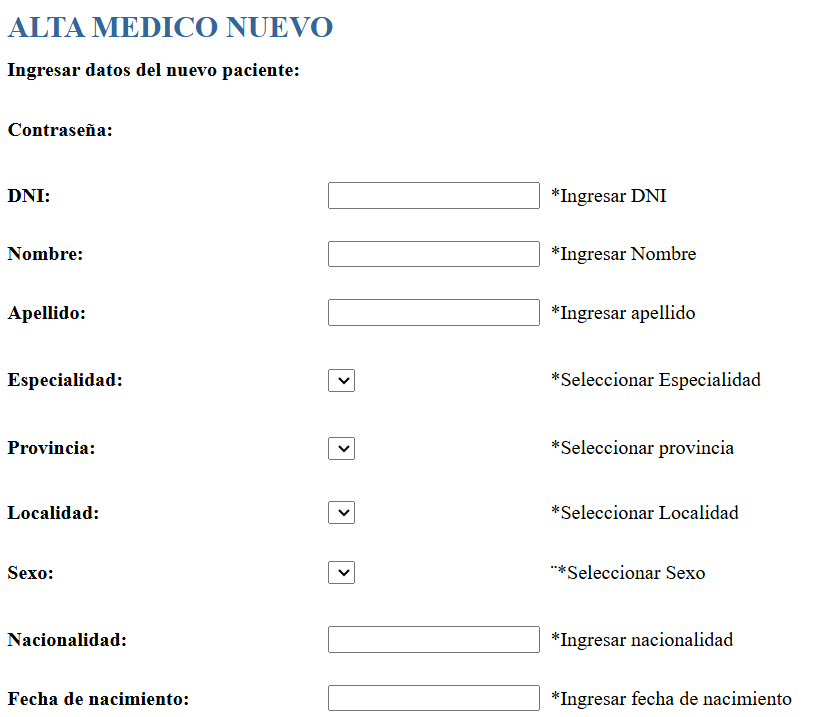 ALTA MEDICO NUEVO
Ingresar datos del nuevo paciente:
Contraseña:
DNI: *Ingresar DNI
Nombre: *Ingresar Nombre
Apellido: *Ingresar apellido
Especialidad: *Seleccionar Especialidad
Provincia: *Seleccionar provincia
Localidad: *Seleccionar Localidad
Sexo: ¨*Seleccionar Sexo
Nacionalidad: *Ingresar nacionalidad
Fecha de nacimiento: *Ingresar fecha de nacimiento